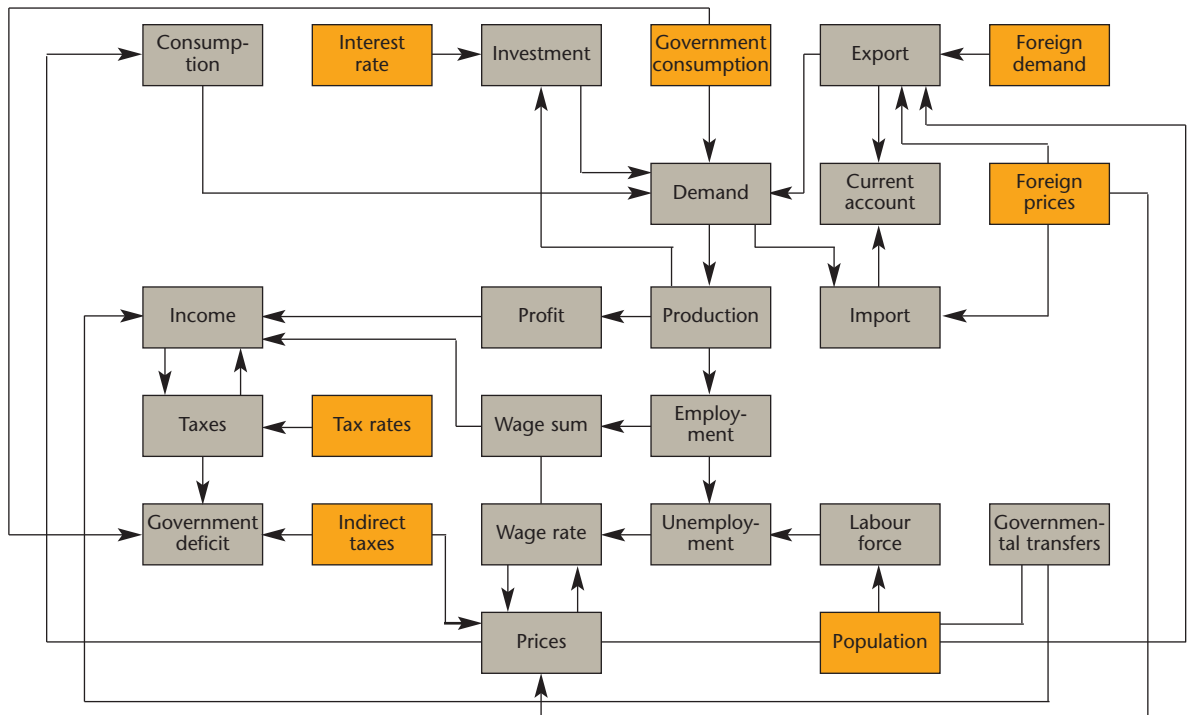 Consump-
tion
Interest
rate
Investment
Government
consumption
Export
Foreign
demand
Demand
Current
account
Foreign
prices
Income
Profit
Production
Import
Taxes
Tax rates
Wage sum
Employ-
ment
Government
deficit
Indirect
taxes
Wage rate
Unemploy-
ment
Labour
force
Governmen-
tal transfers
Prices
Population